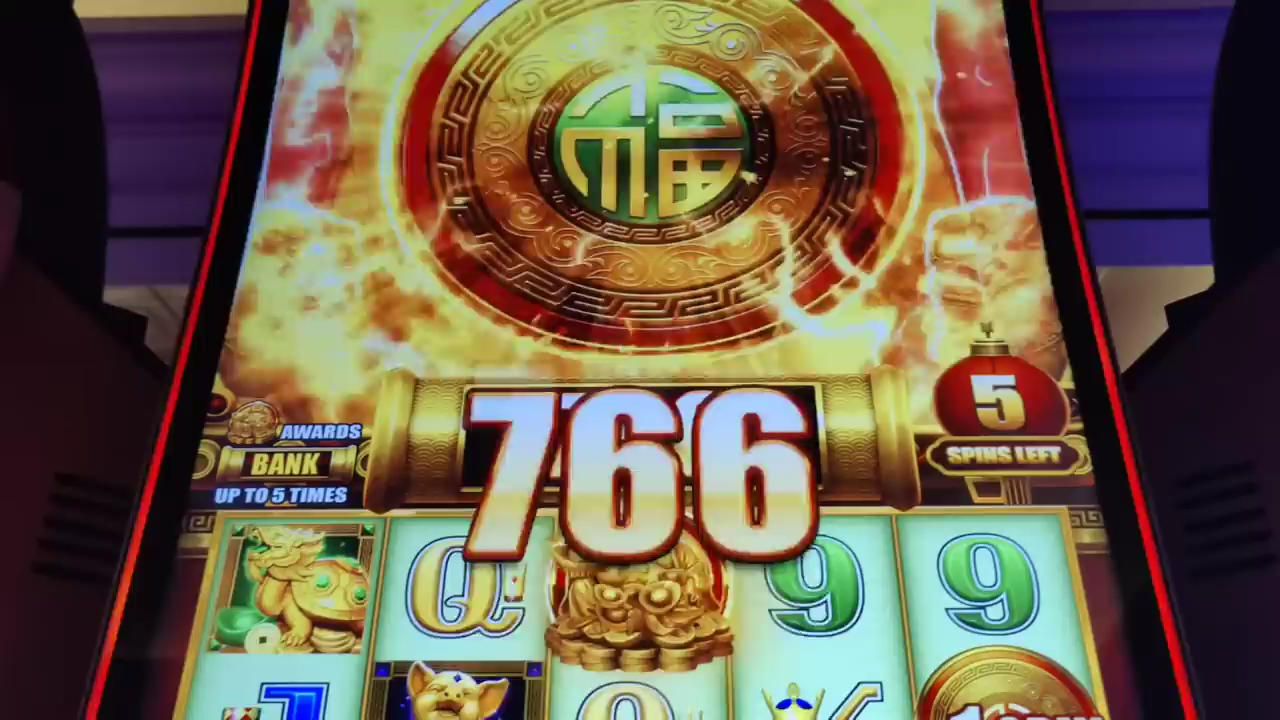 福
766
5
SPINS LEFT
AWARDS
BANK
UP TO 5 TIMES
Q
9
9
J
K